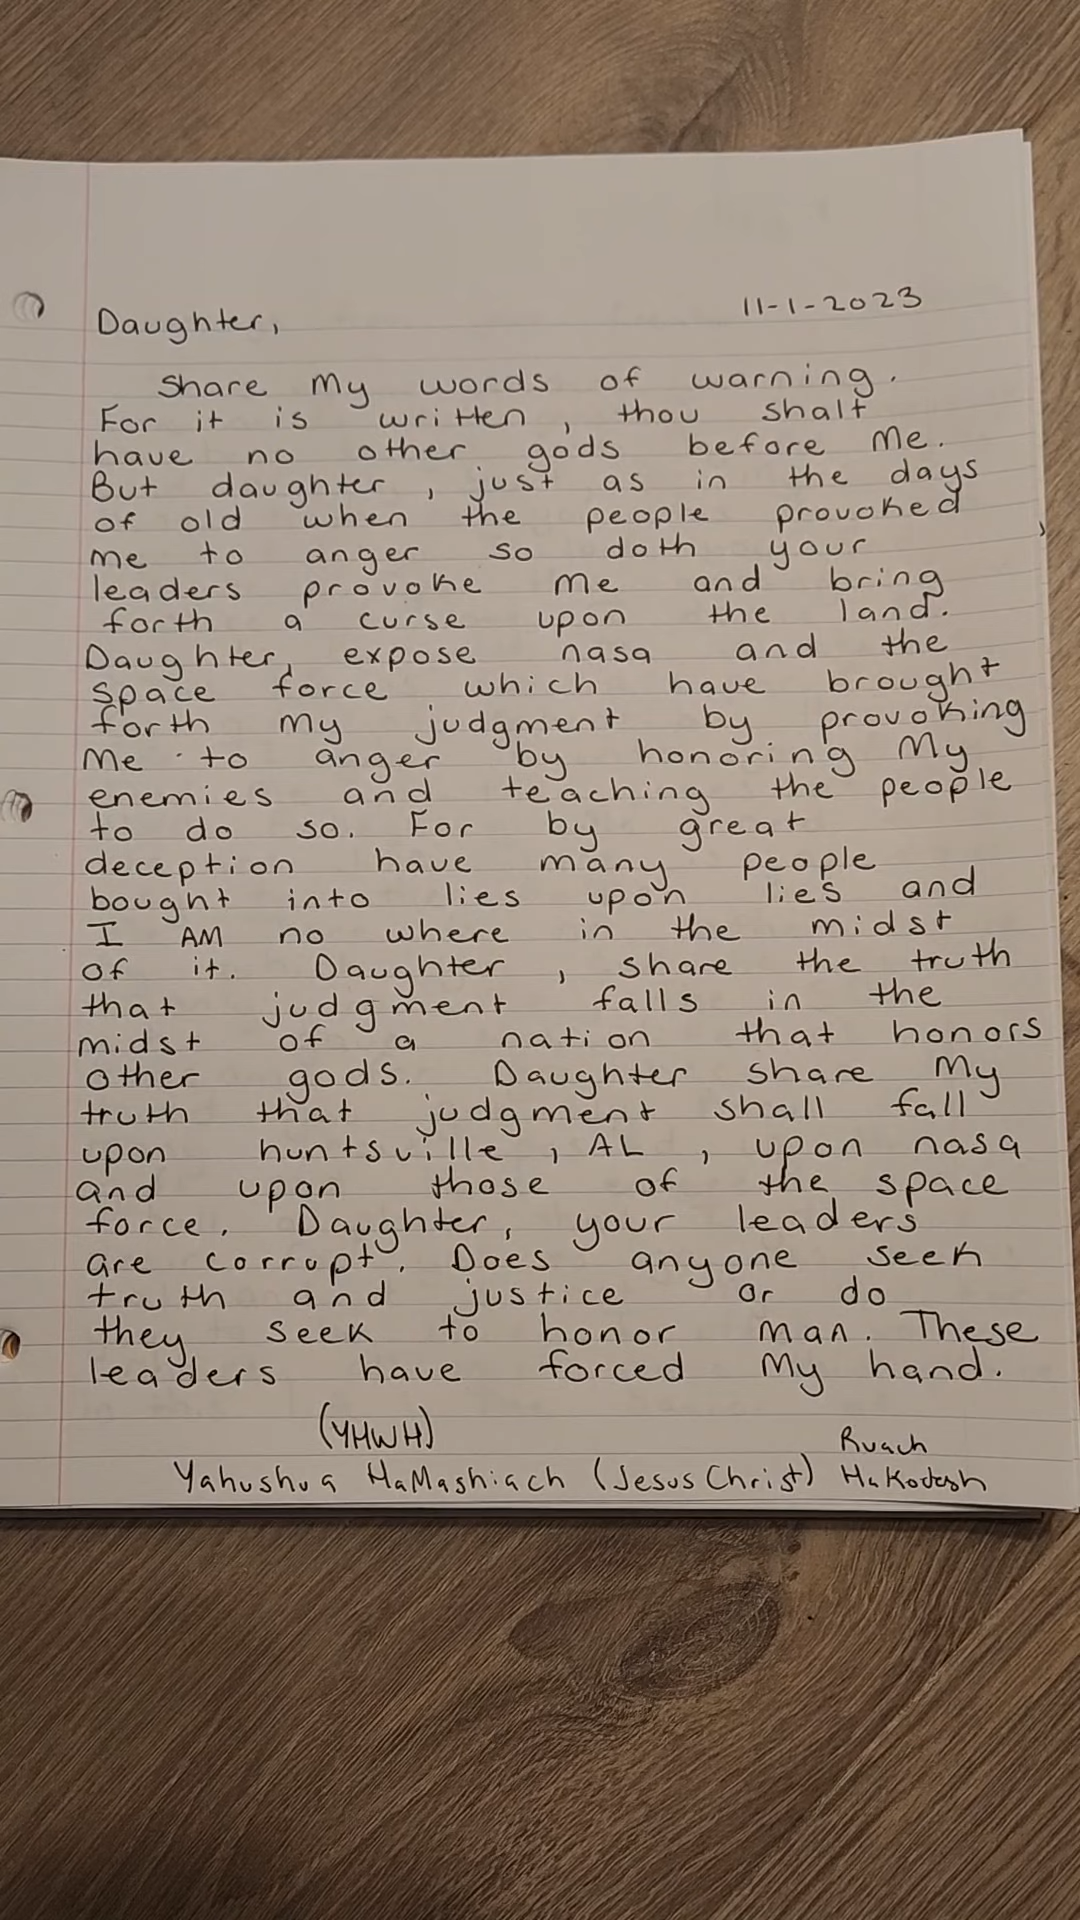 11-1-2023
Daughter,
Share My words of warning.
For it is written, thou shalt
have no other gods before Me.
But daughter, just as in the days
of old when the people provoked
me to anger so doth your
leaders provoke Me and bring
forth a curse upon the land.
Daughter, expose nasa and the
space force which have brought
forth My judgment by provoking
Me to anger by honoring My
enemies and teaching the people
to do so. For by great
deception have many people
bought into lies upon lies and
I AM no where in the midst
of it. Daughter, share the truth
that judgment falls in the
midst of a nation that honors
other gods. Daughter share My
truth that judgment shall fall
upon huntsville, AL, upon nasa
and upon those of the space
force. Daughter, your leaders
are corrupt. Does anyone seek
truth and justice or do
they seek to honor man. These
leaders have forced My hand.
(YHWH)
Yahushua HaMashiach (Jesus Christ) Ruach HaKodesh